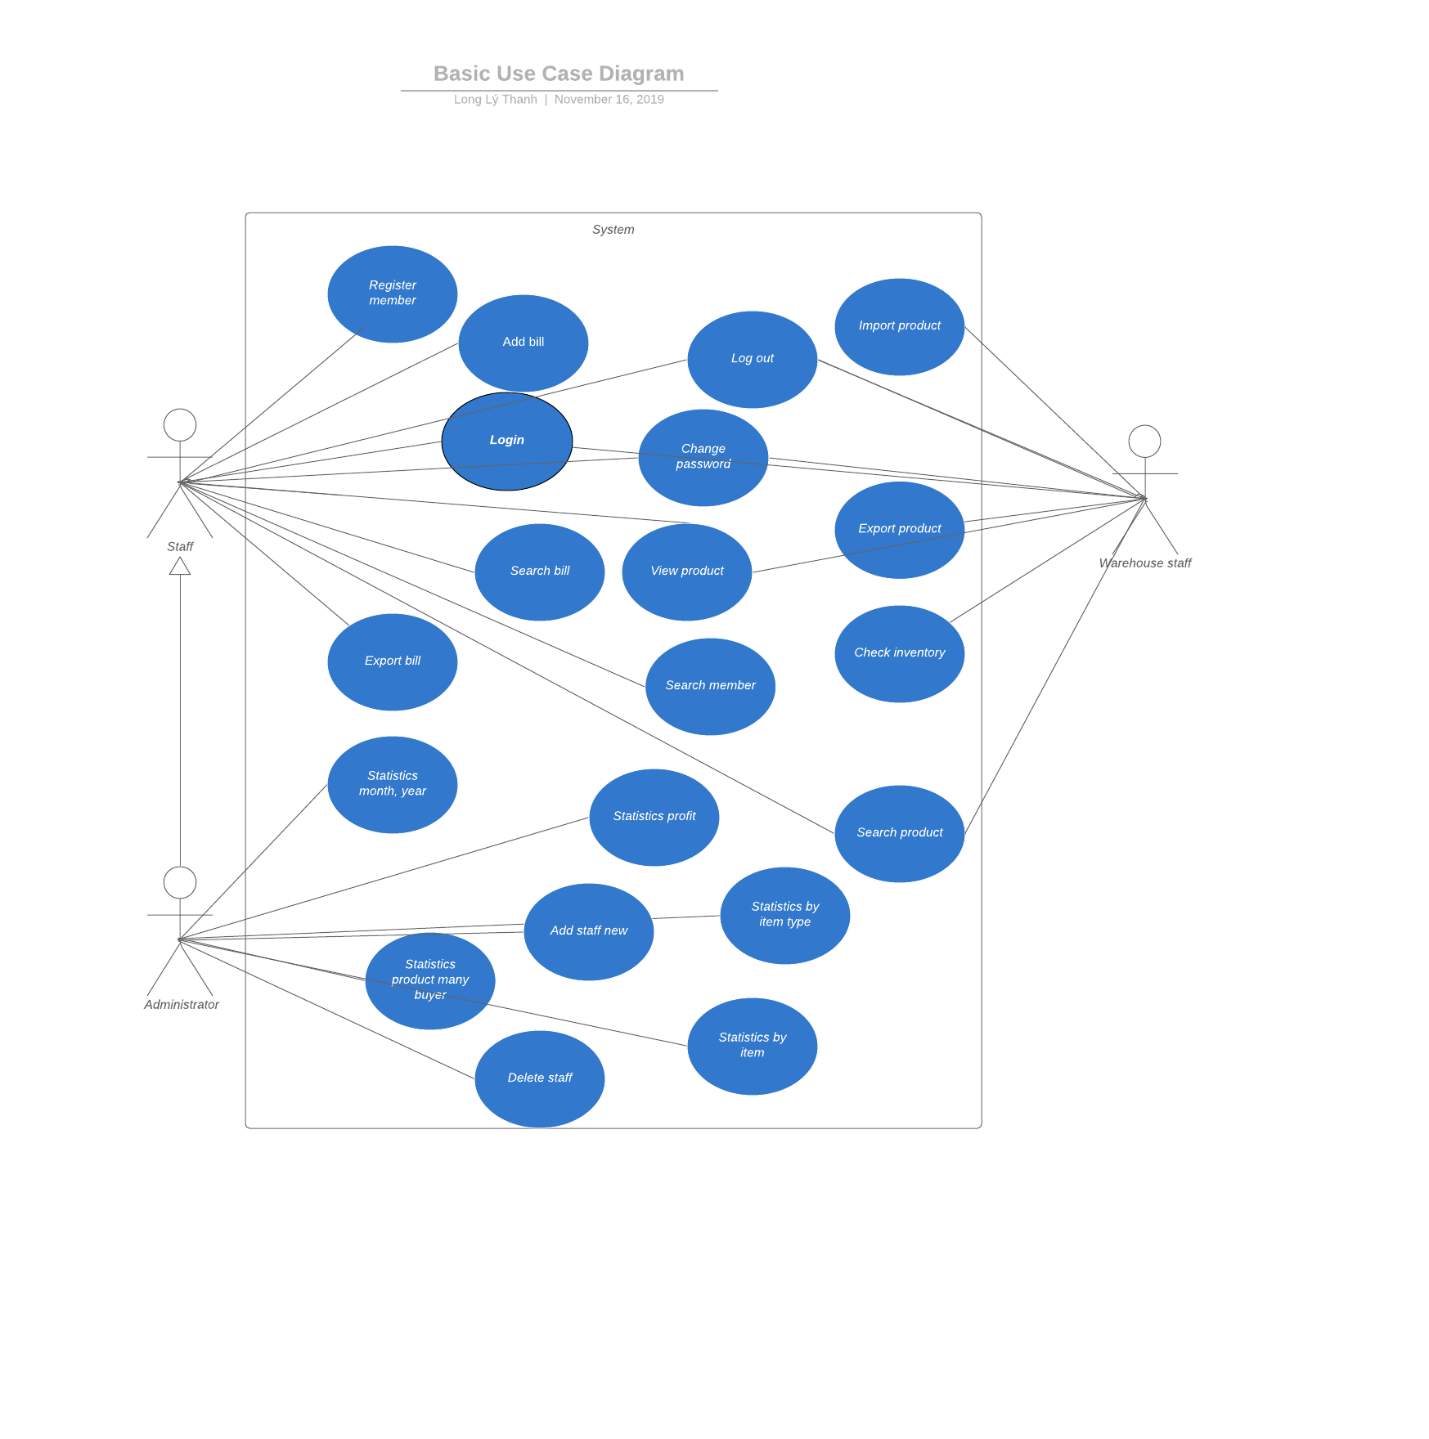 Basic Use Case Diagram
Long Lý Thanh | November 16, 2019
System
Register
member
Add bill
Log out
Import product
Login
Change
password
Export product
Staff
Warehouse staff
Search bill
View product
Export bill
Search member
Check inventory
Statistics
month, year
Statistics profit
Search product
Statistics by
item type
Add staff new
Statistics
product many
buyer
Administrator
Statistics by
item
Delete staff